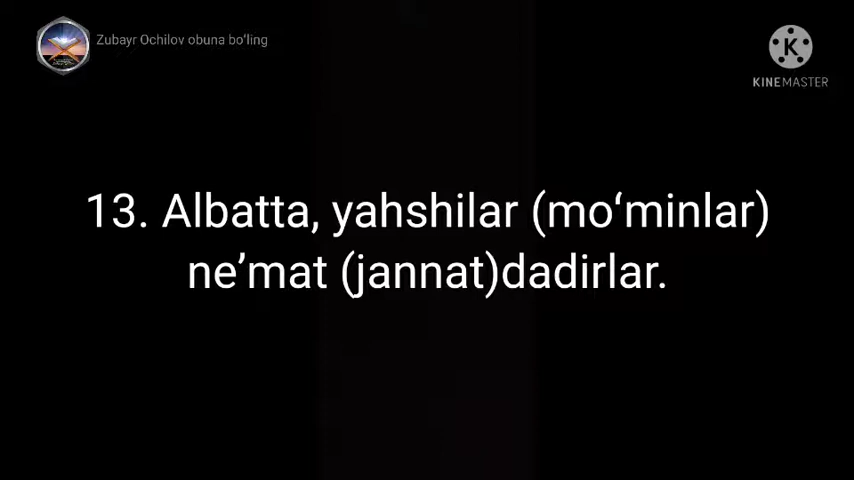 Zubayr Ochilov obuna bo‘ling
KINEMASTER
13. Albatta, yahshilar (mo‘minlar)
ne’mat (jannat)dadirlar.